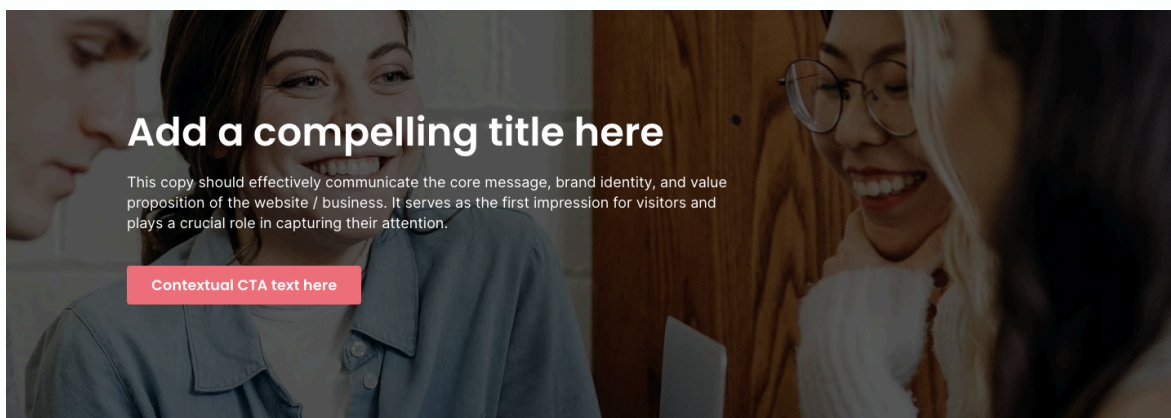 Add a compelling title here
This copy should effectively communicate the core message, brand identity, and value
proposition of the website / business. It serves as the first impression for visitors and
plays a crucial role in capturing their attention.
Contextual CTA text here